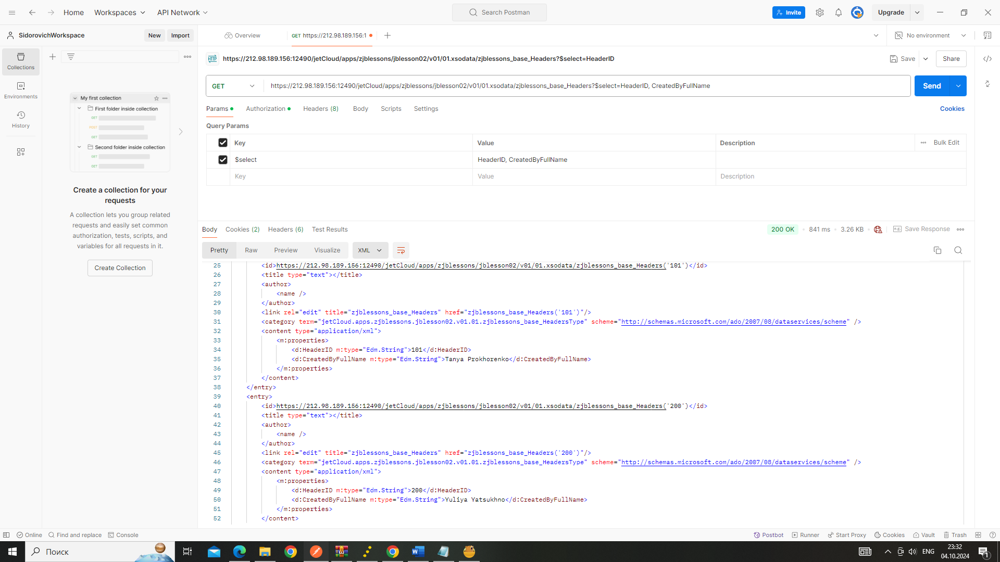 Home
Workspaces
API Network
Search Postman
Invite
Upgrade
SidorovichWorkspace
New
Import
Overview
GET https://212.98.189.156:1
No environment
Collections
Environments
History
My first collection
First folder inside collection
GET
POST
GET
Second folder inside collection
GET
GET
Create a collection for your
requests
A collection lets you group related
requests and easily set common
authorization, tests, scripts, and
variables for all requests in it.
Create Collection
HTTP
https://212.98.189.156:12490/jetCloud/apps/zjblessons/jblesson02/v01/01.xsodata/zjblessons_base_Headers?$select=HeaderID
Save
Share
GET
https://212.98.189.156:12490/jetCloud/apps/zjblessons/jblesson02/v01/01.xsodata/zjblessons_base_Headers?$select=HeaderID, CreatedByFullName
Send
Params
Authorization
Headers (8)
Body
Scripts
Settings
Cookies
Query Params
Key
Value
Description
Bulk Edit
$select
HeaderID, CreatedByFullName
Key
Value
Description
Body
Cookies (2)
Headers (6)
Test Results
200 OK
841 ms
3.26 KB
e.g.
Save Response
Pretty
Raw
Preview
Visualize
XML
25 <id>https://212.98.189.156:12490/jetCloud/apps/zjblessons/jblesson02/v01/01.xsodata/zjblessons_base_Headers('101')</id>
26 <title type="text"></title>
27 <author>
28 <name />
29 </author>
30 <link rel="edit" title="zjblessons_base_Headers" href="zjblessons_base_Headers('101')"/>
31 <category term="jetCloud.apps.zjblessons.jblesson02.v01.01.zjblessons_base_HeadersType" scheme="http://schemas.microsoft.com/ado/2007/08/dataservices/scheme" />
32 <content type="application/xml">
33 <m:properties>
34 <d:HeaderID m:type="Edm.String">101</d:HeaderID>
35 <d:CreatedByFullName m:type="Edm.String">Tanya Prokhorenko</d:CreatedByFullName>
36 </m:properties>
37 </content>
38 </entry>
39 <entry>
40 <id>https://212.98.189.156:12490/jetCloud/apps/zjblessons/jblesson02/v01/01.xsodata/zjblessons_base_Headers('200')</id>
41 <title type="text"></title>
42 <author>
43 <name />
44 </author>
45 <link rel="edit" title="zjblessons_base_Headers" href="zjblessons_base_Headers('200')"/>
46 <category term="jetCloud.apps.zjblessons.jblesson02.v01.01.zjblessons_base_HeadersType" scheme="http://schemas.microsoft.com/ado/2007/08/dataservices/scheme" />
47 <content type="application/xml">
48 <m:properties>
49 <d:HeaderID m:type="Edm.String">200</d:HeaderID>
50 <d:CreatedByFullName m:type="Edm.String">Yuliya Yatsukhno</d:CreatedByFullName>
51 </m:properties>
52 </content>
Online
Find and replace
Console
Postbot
Runner
Start Proxy
Cookies
Vault
Trash
Поиск
ENG
23:32
04.10.2024
1